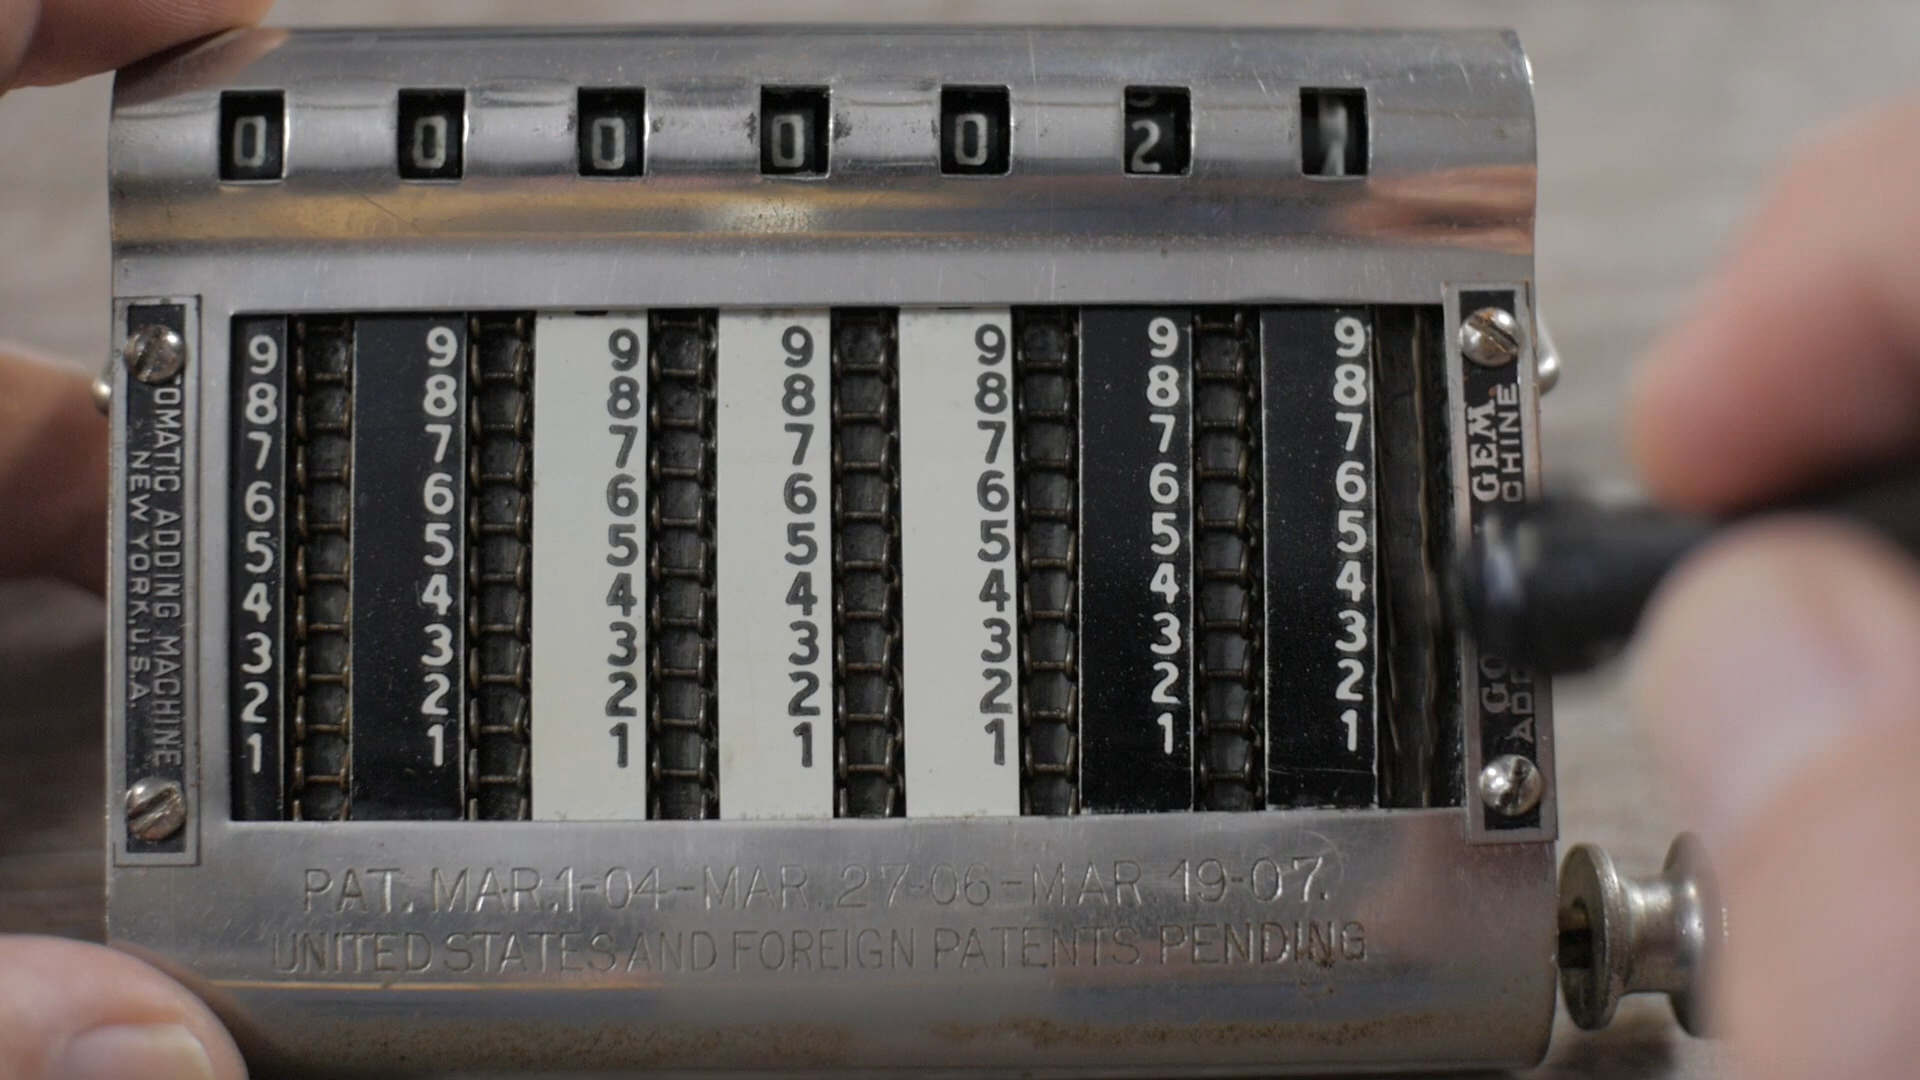 0 0 0 0 0 2
9 9 9 9 9 9 9
8 8 8 8 8 8 8
7 7 7 7 7 7 7
6 6 6 6 6 6 6
5 5 5 5 5 5 5
4 4 4 4 4 4 4
3 3 3 3 3 3 3
2 2 2 2 2 2 2
1 1 1 1 1 1 1
OMATIC ADDING MACHINE
NEW YORK, U.S.A.
GEM
CHINE
PAT. MAR.1-04-MAR. 27-06-MAR. 19-07.
UNITED STATES AND FOREIGN PATENTS PENDING